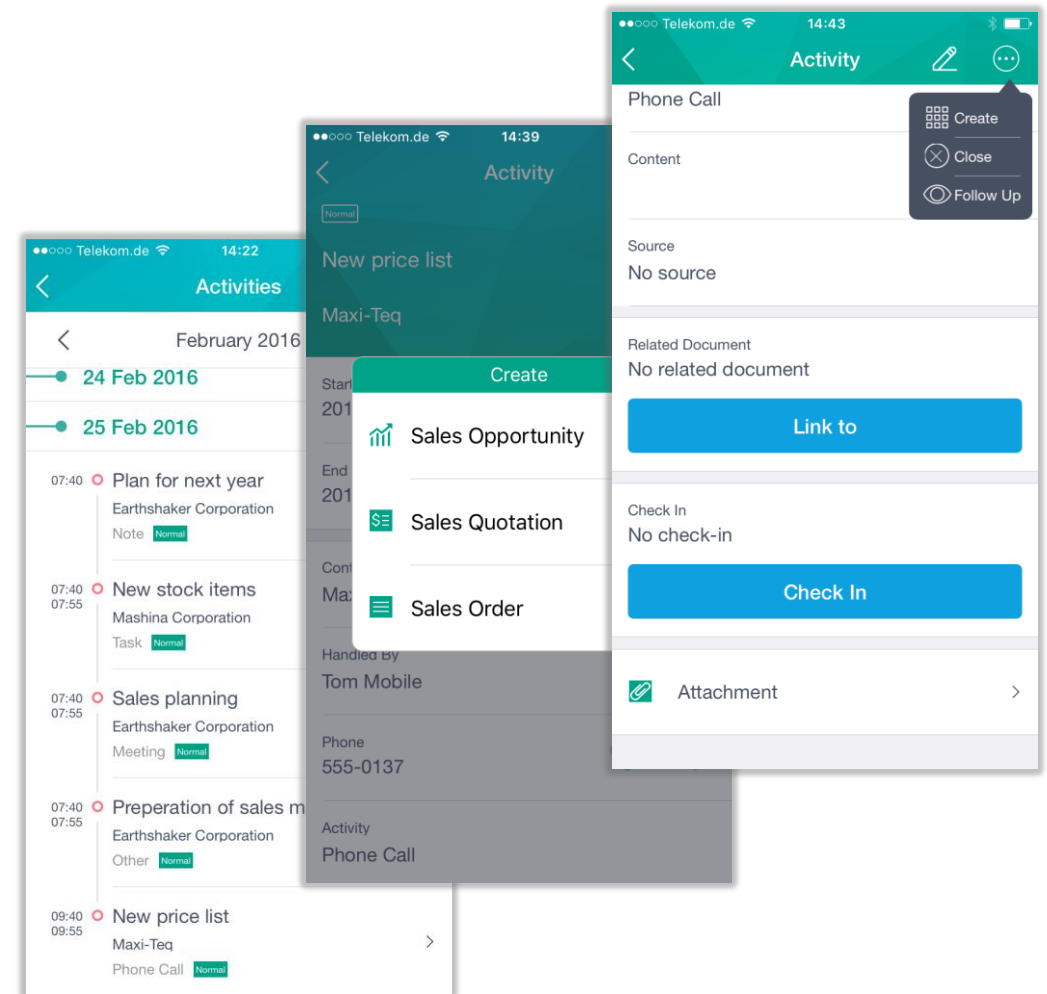 Telekom.de 14:22
Activities
February 2016
24 Feb 2016
25 Feb 2016
07:40 Plan for next year
Earthshaker Corporation
Note Normal
07:40 New stock items
07:55
Mashina Corporation
Task Normal
07:40 Sales planning
07:55
Earthshaker Corporation
Meeting Normal
07:40 Preperation of sales m
07:55
Earthshaker Corporation
Other Normal
09:40 New price list
09:55
Maxi-Teq
Phone Call Normal
Telekom.de 14:39
Activity
Normal
New price list
Maxi-Teq
Start
201
End
201
Create
Sales Opportunity
Sales Quotation
Sales Order
Handled By
Tom Mobile
Phone
555-0137
Activity
Phone Call
Telekom.de 14:43
Activity
Phone Call
Create
Close
Follow Up
Content
Source
No source
Related Document
No related document
Link to
Check In
No check-in
Check In
Attachment